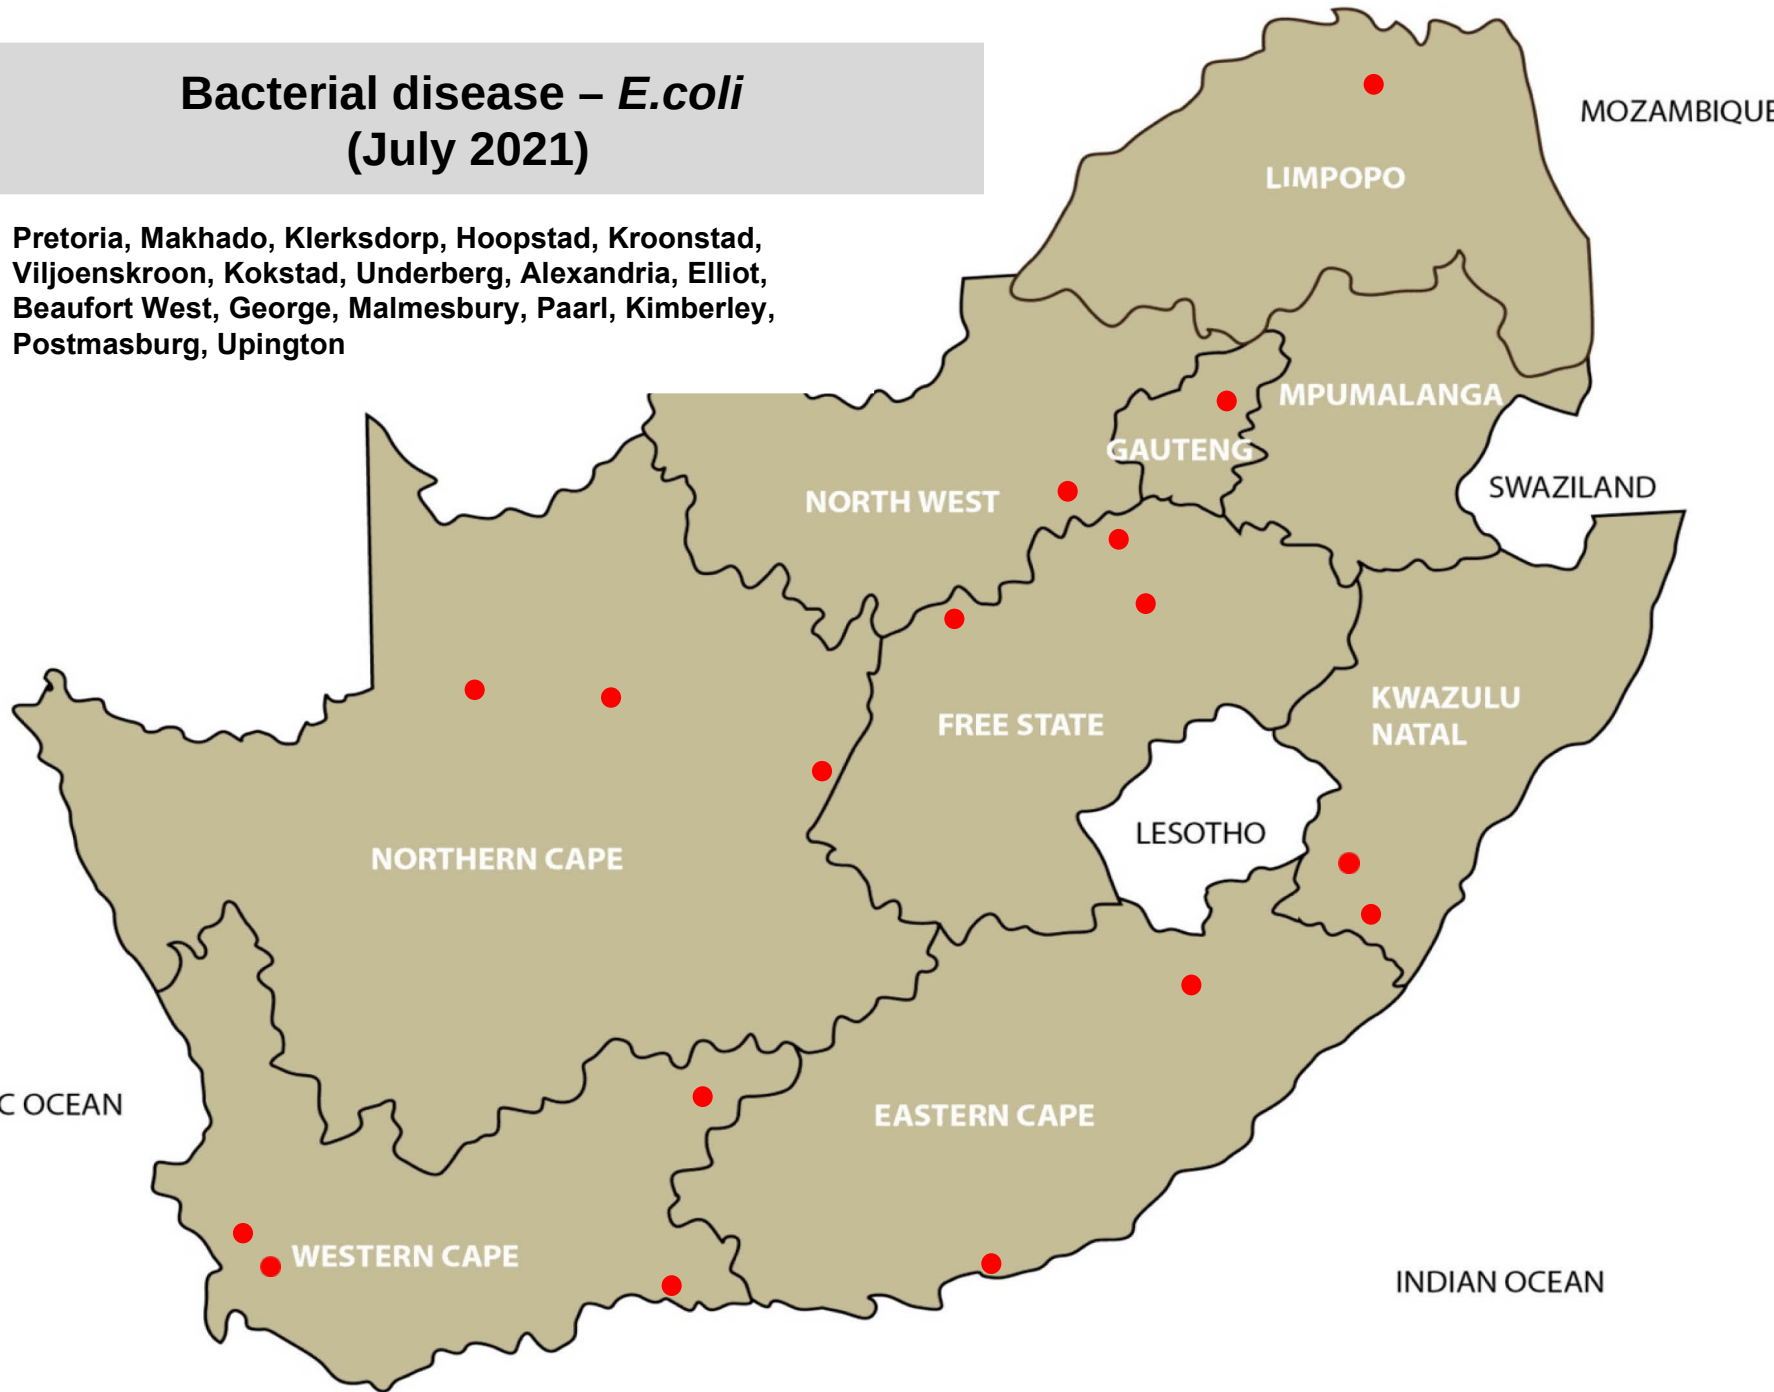 Bacterial disease – E.coli
(July 2021)
Pretoria, Makhado, Klerksdorp, Hoopstad, Kroonstad,
Viljoenskroon, Kokstad, Underberg, Alexandria, Elliot,
Beaufort West, George, Malmesbury, Paarl, Kimberley,
Postmasburg, Upington
MOZAMBIQUE
LIMPOPO
MPUMALANGA
GAUTENG
SWAZILAND
NORTH WEST
KWAZULU
NATAL
FREE STATE
LESOTHO
NORTHERN CAPE
C OCEAN
EASTERN CAPE
WESTERN CAPE
INDIAN OCEAN